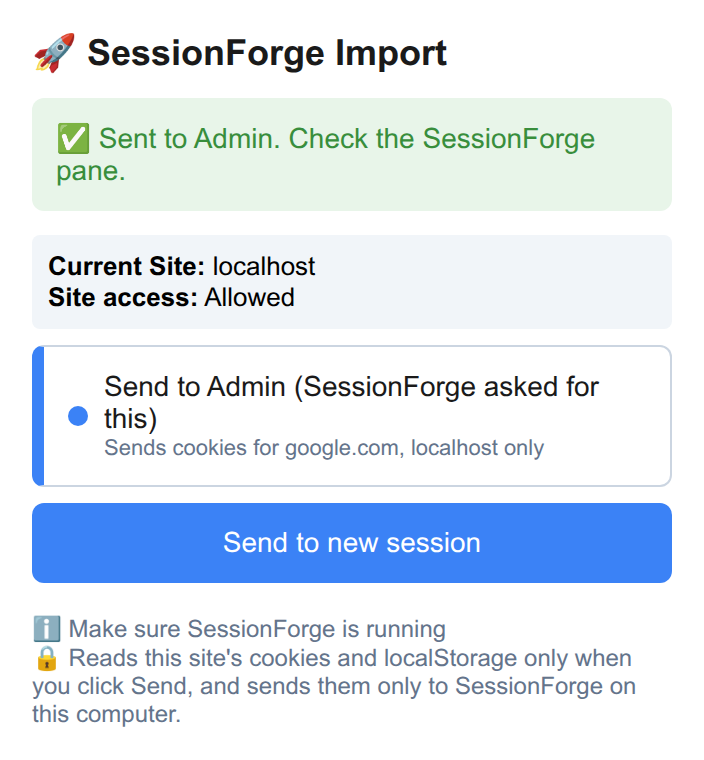 🚀 SessionForge Import
✅ Sent to Admin. Check the SessionForge
pane.
Current Site: localhost
Site access: Allowed
Send to Admin (SessionForge asked for
this)
Sends cookies for google.com, localhost only
Send to new session
ℹ️ Make sure SessionForge is running
🔒 Reads this site's cookies and localStorage only when
you click Send, and sends them only to SessionForge on
this computer.